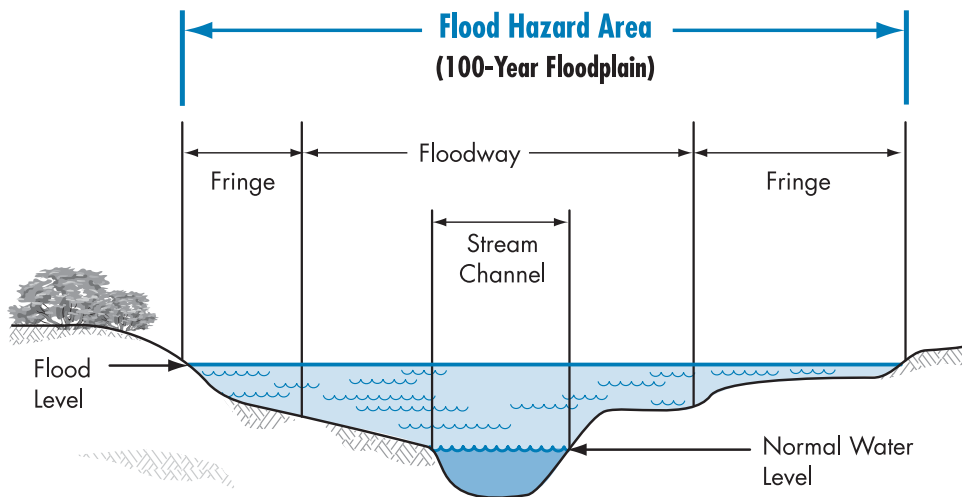 Flood Hazard Area
(100-Year Floodplain)
Floodway
Fringe
Fringe
Stream
Channel
Flood
Level
Normal Water
Level